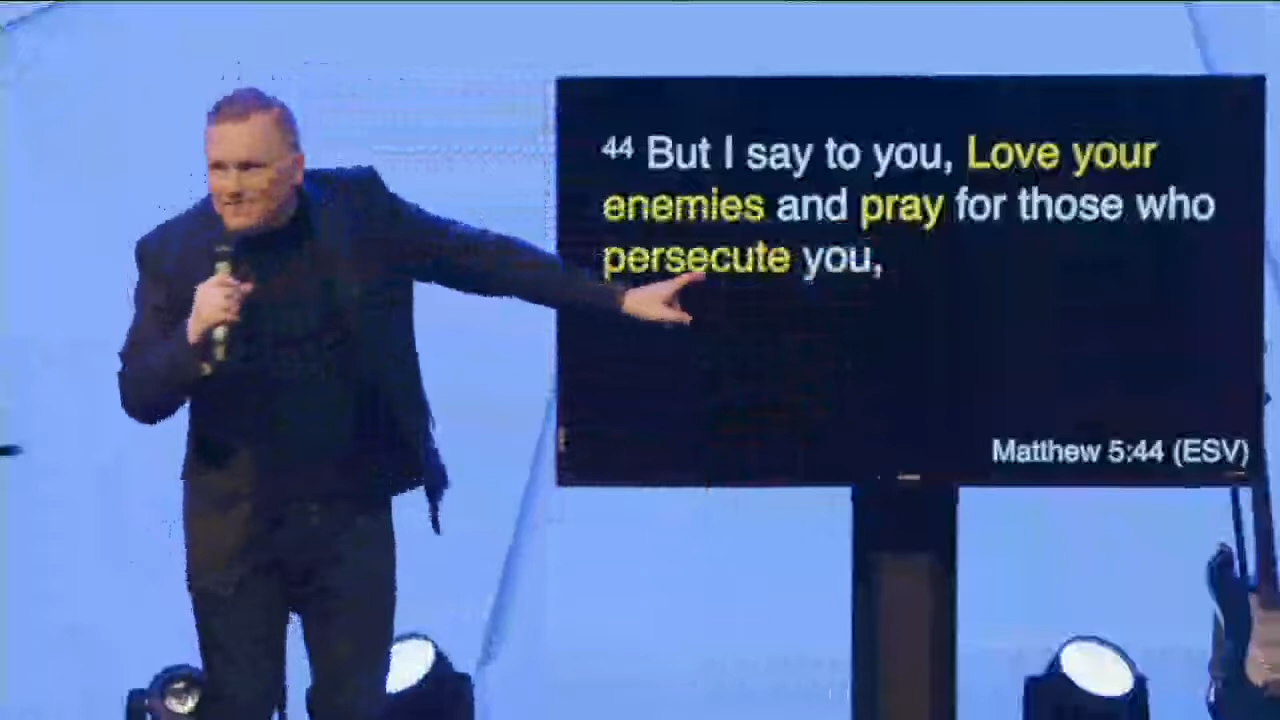 44 But I say to you, Love your
enemies and pray for those who
persecute you,
Matthew 5:44 (ESV)